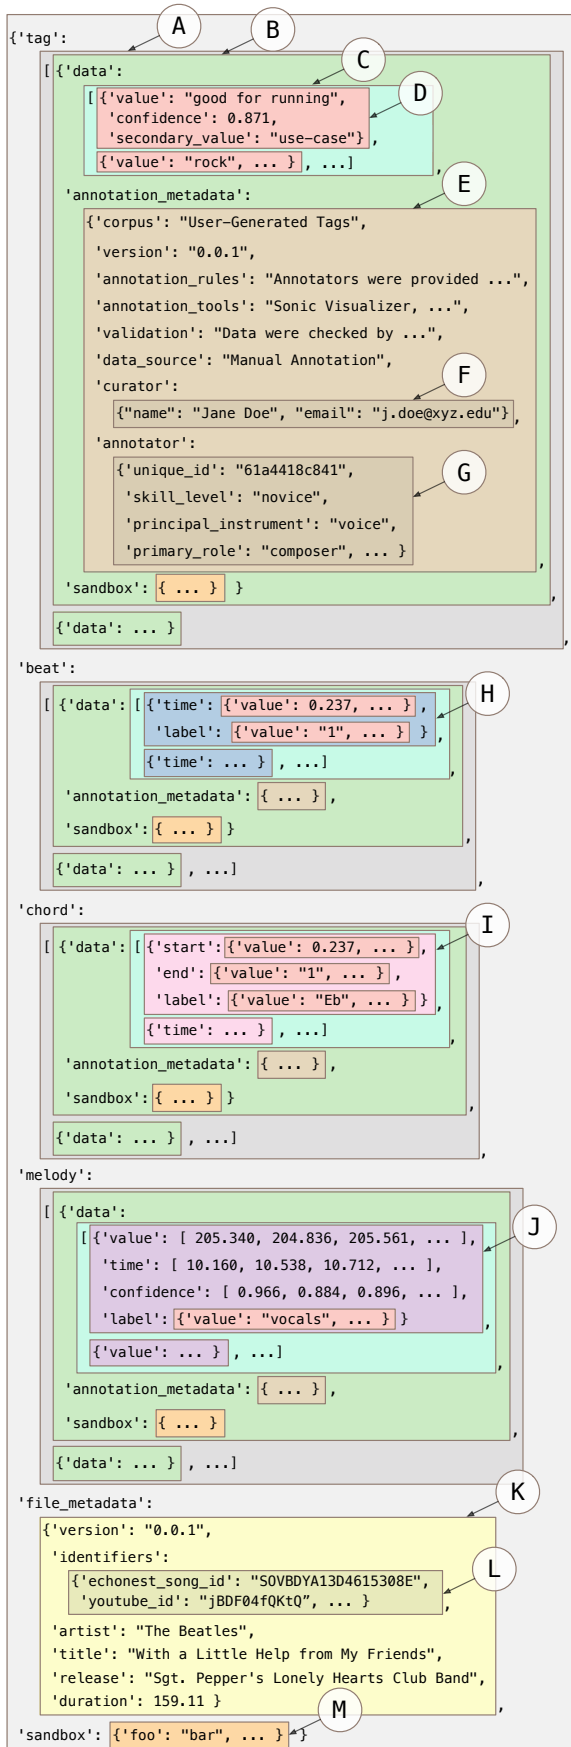 A
B
{'tag':
C
[ {'data':
D
[ {'value': "good for running",
'confidence': 0.871,
'secondary_value': "use-case"} ,
{'value': "rock", ... } , ...] ,
E
'annotation_metadata':
{'corpus': "User-Generated Tags",
'version': "0.0.1",
'annotation_rules': "Annotators were provided ...",
'annotation_tools': "Sonic Visualizer, ...",
'validation': "Data were checked by ...",
'data_source': "Manual Annotation",
F
'curator':
{"name": "Jane Doe", "email": "j.doe@xyz.edu"} ,
'annotator':
G
{'unique_id': "61a4418c841",
'skill_level': "novice",
'principal_instrument': "voice",
'primary_role': "composer", ... }
,
'sandbox': { ... } } ,
{'data': ... } ,
'beat':
H
[ {'data': [ {'time': {'value': 0.237, ... } ,
'label': {'value': "1", ... } } ,
{'time': ... } , ...] ,
'annotation_metadata': { ... } ,
'sandbox': { ... } } ,
{'data': ... } , ...] ,
'chord':
I
[ {'data': [ {'start': {'value': 0.237, ... } ,
'end': {'value': "1", ... } ,
'label': {'value': "Eb", ... } } ,
{'time': ... } , ...] ,
'annotation_metadata': { ... } ,
'sandbox': { ... } } ,
{'data': ... } , ...] ,
'melody':
[ {'data':
J
[ {'value': [ 205.340, 204.836, 205.561, ... ],
'time': [ 10.160, 10.538, 10.712, ... ],
'confidence': [ 0.966, 0.884, 0.896, ... ],
'label': {'value': "vocals", ... } } ,
{'value': ... } , ...] ,
'annotation_metadata': { ... } ,
'sandbox': { ... } ,
{'data': ... } , ...] ,
K
'file_metadata':
{'version': "0.0.1",
'identifiers':
L
{'echonest_song_id': "SOVBDYA13D4615308E",
'youtube_id': "jBDF04fQKtQ”, ... } ,
'artist': "The Beatles",
'title': "With a Little Help from My Friends",
'release': "Sgt. Pepper's Lonely Hearts Club Band",
'duration': 159.11 } ,
M
'sandbox': {'foo': "bar", ... } }